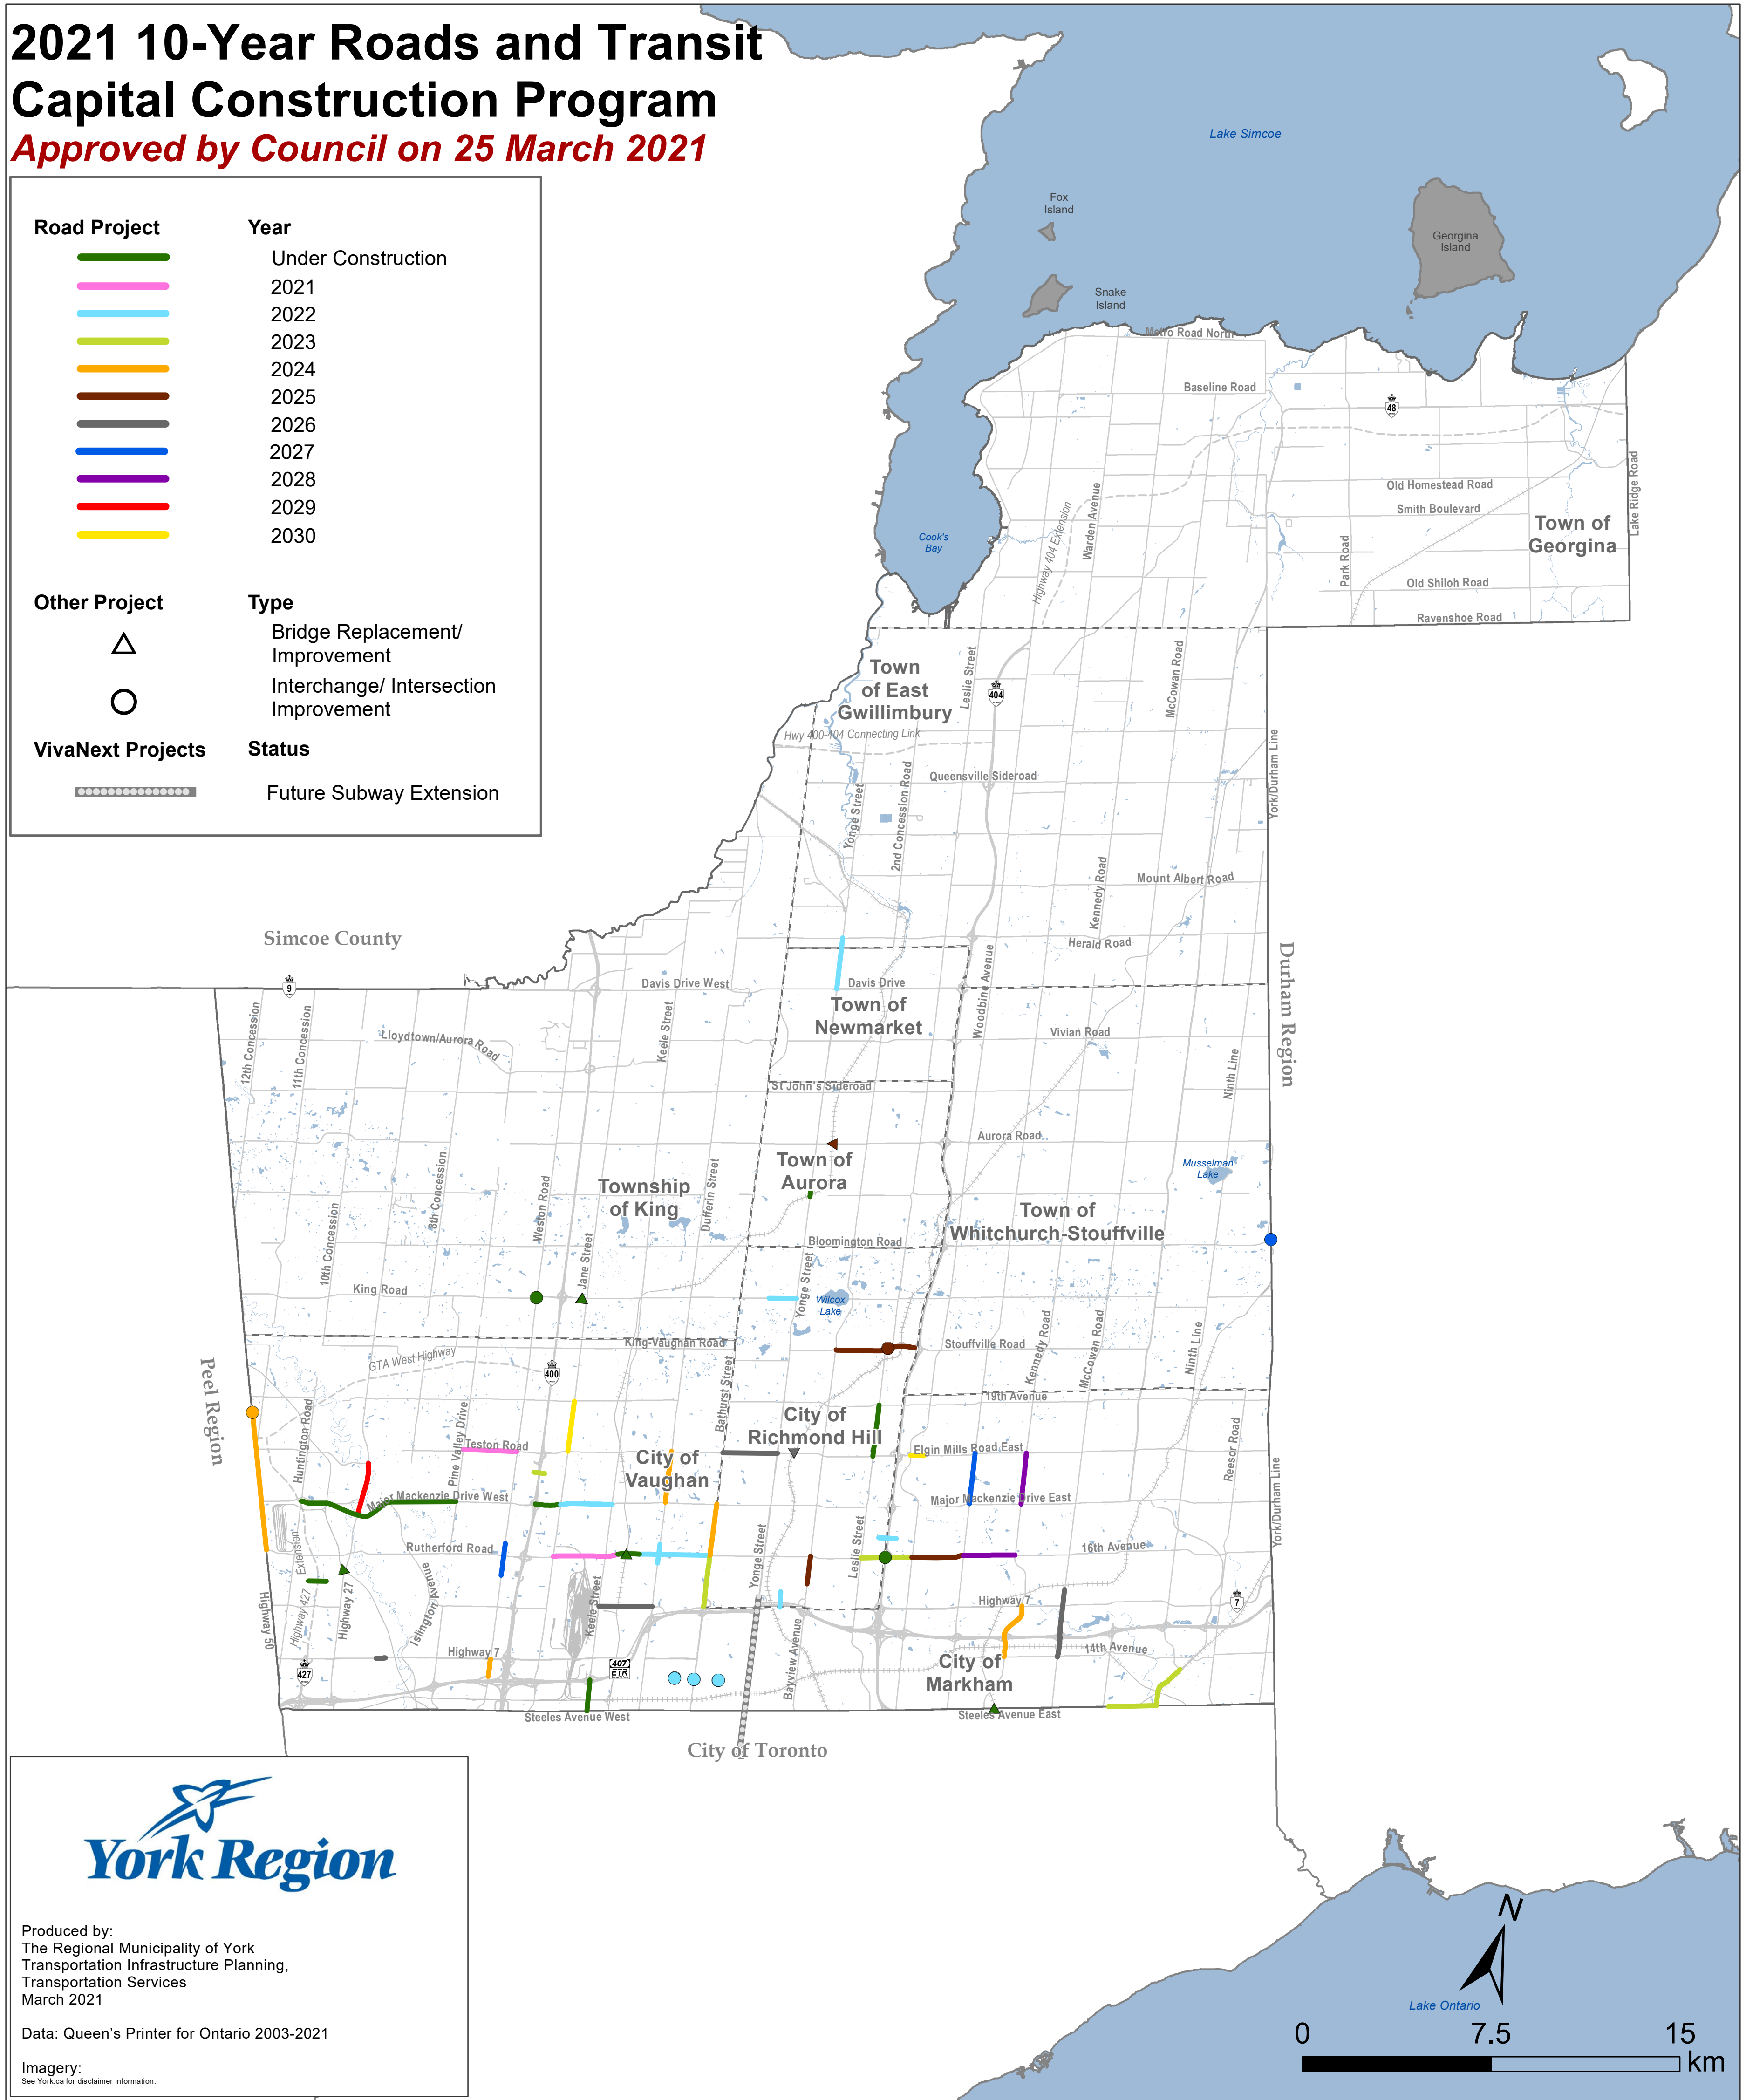 2021 10-Year Roads and Transit
Capital Construction Program
Approved by Council on 25 March 2021
Road Project Year
Under Construction
2021
2022
2023
2024
2025
2026
2027
2028
2029
2030
Other Project Type
Bridge Replacement/
Improvement
Interchange/ Intersection
Improvement
VivaNext Projects Status
Future Subway Extension
Lake Simcoe
Fox
Island
Georgina
Island
Snake
Island
Metro Road North
Baseline Road
48
Old Homestead Road
Smith Boulevard
Lake Ridge Road
Town of
Georgina
Cook's
Bay
Highway 404 Extension
Warden Avenue
Park Road
Old Shiloh Road
Ravenshoe Road
Town
of East
Gwillimbury
Leslie Street
404
McCowan Road
Hwy 400-404 Connecting Link
Queensville Sideroad
York/Durham Line
Yonge Street
2nd Concession Road
Kennedy Road
Mount Albert Road
Simcoe County
Herald Road
Durham Region
9
Davis Drive West
Davis Drive
Woodbine Avenue
Town of
Newmarket
12th Concession
11th Concession
Lloydtown/Aurora Road
Keele Street
Vivian Road
Ninth Line
St John's Sideroad
Aurora Road
Town of
Aurora
Musselman
Lake
8th Concession
Weston Road
Township
of King
Dufferin Street
Town of
Whitchurch-Stouffville
10th Concession
Jane Street
Bloomington Road
King Road
Yonge Street
Wilcox
Lake
King-Vaughan Road
Stouffville Road
Kennedy Road
McCowan Road
Ninth Line
Peel Region
GTA West Highway
400
Bathurst Street
19th Avenue
Huntington Road
Pine Valley Drive
Teston Road
City of
Richmond Hill
Elgin Mills Road East
Reesor Road
City of
Vaughan
Major Mackenzie Drive West
Major Mackenzie Drive East
York/Durham Line
Rutherford Road
Yonge Street
Leslie Street
16th Avenue
Extension
Highway 427
Highway 27
Islington Avenue
Keele Street
Highway 50
Highway 7
7
Bayview Avenue
Highway 7
14th Avenue
427
407
ETR
City of
Markham
Steeles Avenue West
Steeles Avenue East
City of Toronto
York Region
Produced by:
The Regional Municipality of York
Transportation Infrastructure Planning,
Transportation Services
March 2021
Data: Queen's Printer for Ontario 2003-2021
Imagery:
See York.ca for disclaimer information.
N
Lake Ontario
0 7.5 15
km